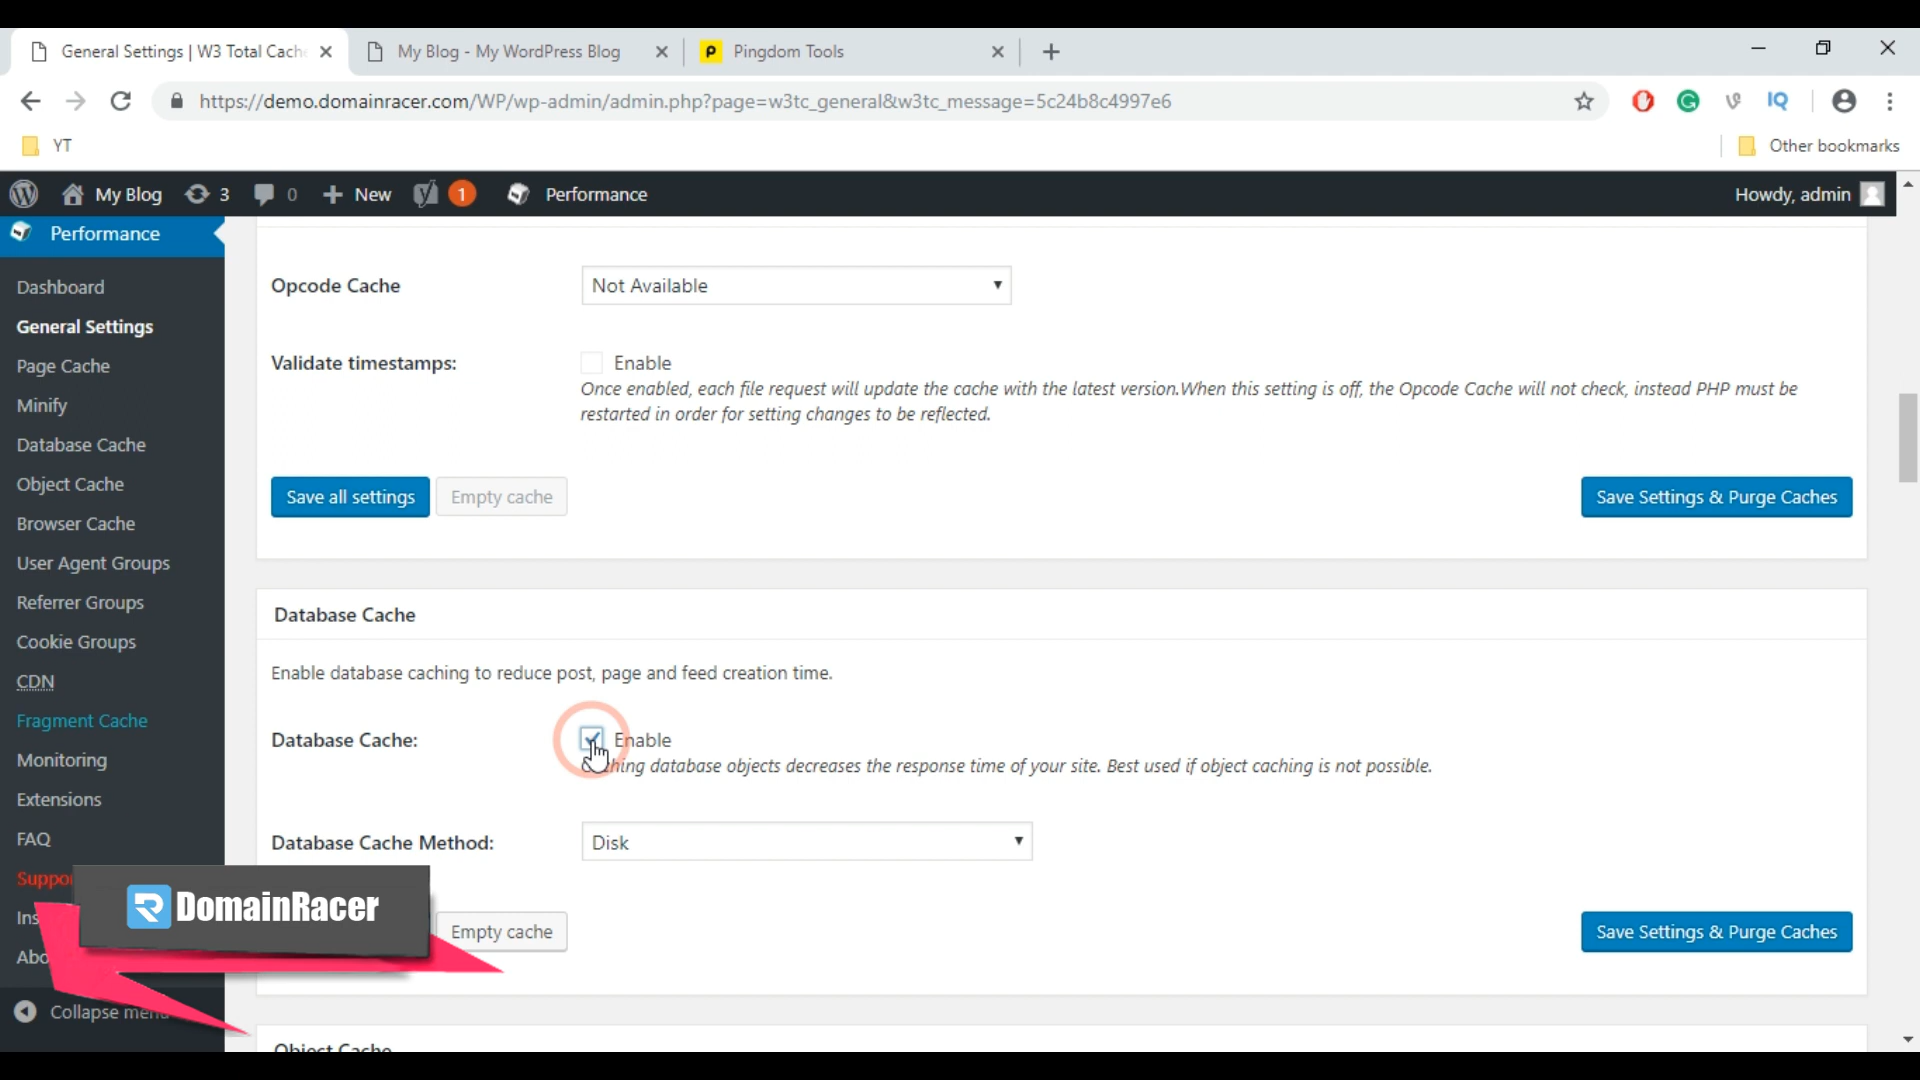 General Settings | W3 Total Cache
My Blog - My WordPress Blog
Pingdom Tools
https://demo.domainracer.com/WP/wp-admin/admin.php?page=w3tc_general&w3tc_message=5c24b8c4997e6
IQ
YT
Other bookmarks
My Blog
3
0
New
1
Performance
Howdy, admin
Performance
Dashboard
General Settings
Page Cache
Minify
Database Cache
Object Cache
Browser Cache
User Agent Groups
Referrer Groups
Cookie Groups
CDN
Fragment Cache
Monitoring
Extensions
FAQ
Suppo
Ins
Abo
Collapse menu
Opcode Cache
Not Available
Validate timestamps:
Enable
Once enabled, each file request will update the cache with the latest version.When this setting is off, the Opcode Cache will not check, instead PHP must be
restarted in order for setting changes to be reflected.
Save all settings
Empty cache
Save Settings & Purge Caches
Database Cache
Enable database caching to reduce post, page and feed creation time.
Database Cache:
Enable
Caching database objects decreases the response time of your site. Best used if object caching is not possible.
Database Cache Method:
Disk
DomainRacer
Empty cache
Save Settings & Purge Caches
Object Cache